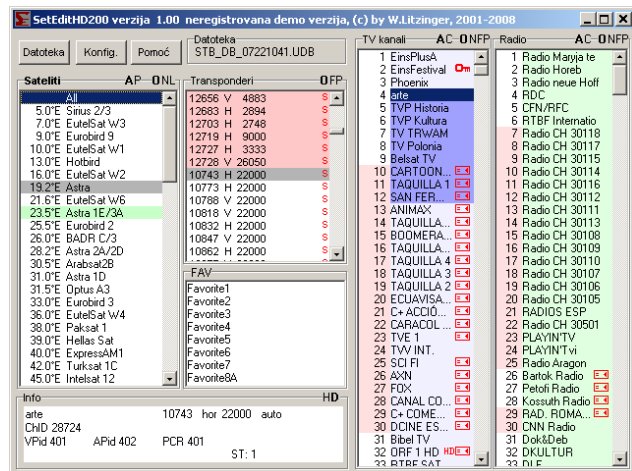 SetEditHD200 verzija 1.00 neregistrovana demo verzija, (c) by W.Litzinger, 2001-2008
Datoteka
Konfig.
Pomoć
Datoteka
STB_DB_07221041.UDB
Sateliti AP ONL
All
5.0°E Sirius 2/3
7.0°E EutelSat W3
9.0°E Eurobird 9
10.0°E EutelSat W1
13.0°E Hotbird
16.0°E EutelSat W2
19.2°E Astra
21.6°E EutelSat W6
23.5°E Astra 1E/3A
25.5°E Eurobird 2
26.0°E BADR C/3
28.2°E Astra 2A/2D
30.5°E Arabsat2B
31.0°E Astra 1D
31.5°E Optus A3
33.0°E Eurobird 3
36.0°E EutelSat W4
38.0°E Paksat 1
39.0°E Hellas Sat
40.0°E ExpressAM1
42.0°E Turksat 1C
45.0°E Intelsat 12
Transponderi OFP
12656 V 4883 S
12683 H 2894 S
12703 H 2748 S
12719 H 9000 S
12727 H 3333 S
12728 V 26050 S
10743 H 22000 S
10773 H 22000 S
10788 V 22000 S
10818 V 22000 S
10832 H 22000 S
10847 V 22000 S
10862 H 22000 S
FAV
Favorite1
Favorite2
Favorite3
Favorite4
Favorite5
Favorite6
Favorite7
Favorite8A
TV kanali AC ONFP
1 EinsPlusA
2 EinsFestival
3 Phoenix
4 arte
5 TVP Historia
6 TVP Kultura
7 TV TRWAM
8 TV Polonia
9 Belsat TV
10 CARTOON...
11 TAQUILLA 1
12 SAN FER...
13 ANIMAX
14 TAQUILLA...
15 BOOMERA...
16 TAQUILLA...
17 TAQUILLA 4
18 TAQUILLA 3
19 TAQUILLA 2
20 ECUAVISA...
21 C+ ACCIÓ...
22 CARACOL ...
23 TVE 1
24 TVV INT.
25 SCI FI
26 AXN
27 FOX
28 CANAL CO...
29 C+ COME...
30 DCINE ES...
31 Bibel TV
32 ORF 1 HD HD
33 RTBF SAT
Radio AC ONFP
1 Radio Maryja te
2 Radio Horeb
3 Radio neue Hoff
4 RDC
5 CFN/RFC
6 RTBF Internatio
7 Radio CH 30118
8 Radio CH 30117
9 Radio CH 30115
10 Radio CH 30114
11 Radio CH 30116
12 Radio CH 30112
13 Radio CH 30111
14 Radio CH 30113
15 Radio CH 30108
16 Radio CH 30109
17 Radio CH 30110
18 Radio CH 30107
19 Radio CH 30106
20 Radio CH 30105
21 RADIOS ESP
22 Radio CH 30501
23 PLAYIN'TV
24 PLAYIN'Tvi
25 Radio Aragon
26 Bartok Radio
27 Petofi Radio
28 Kossuth Radio
29 RAD. ROMA...
30 CNN Radio
31 Dok&Deb
32 DKULTUR
33 DLF
Info HD
arte 10743 hor 22000 auto
ChID 28724
VPid 401 APid 402 PCR 401
ST: 1